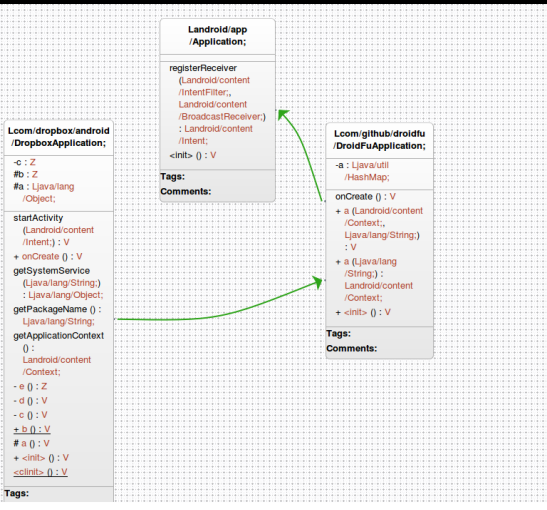 Landroid/app
/Application;
registerReceiver
(Landroid/content
/IntentFilter;,
Landroid/content
/BroadcastReceiver;)
: Landroid/content
/Intent;
<init> () : V
Tags:
Comments:
Lcom/dropbox/android
/DropboxApplication;
-c : Z
#b : Z
#a : Ljava/lang
/Object;
startActivity
(Landroid/content
/Intent;) : V
+ onCreate () : V
getSystemService
(Ljava/lang/String;)
: Ljava/lang/Object;
getPackageName () :
Ljava/lang/String;
getApplicationContext
() :
Landroid/content
/Context;
- e () : Z
- d () : V
- c () : V
+ b () : V
# a () : V
+ <init> () : V
<clinit> () : V
Tags:
Lcom/github/droidfu
/DroidFuApplication;
-a : Ljava/util
/HashMap;
onCreate () : V
+ a (Landroid/content
/Context;,
Ljava/lang/String;)
: V
+ a (Ljava/lang
/String;) :
Landroid/content
/Context;
+ <init> () : V
Tags:
Comments: